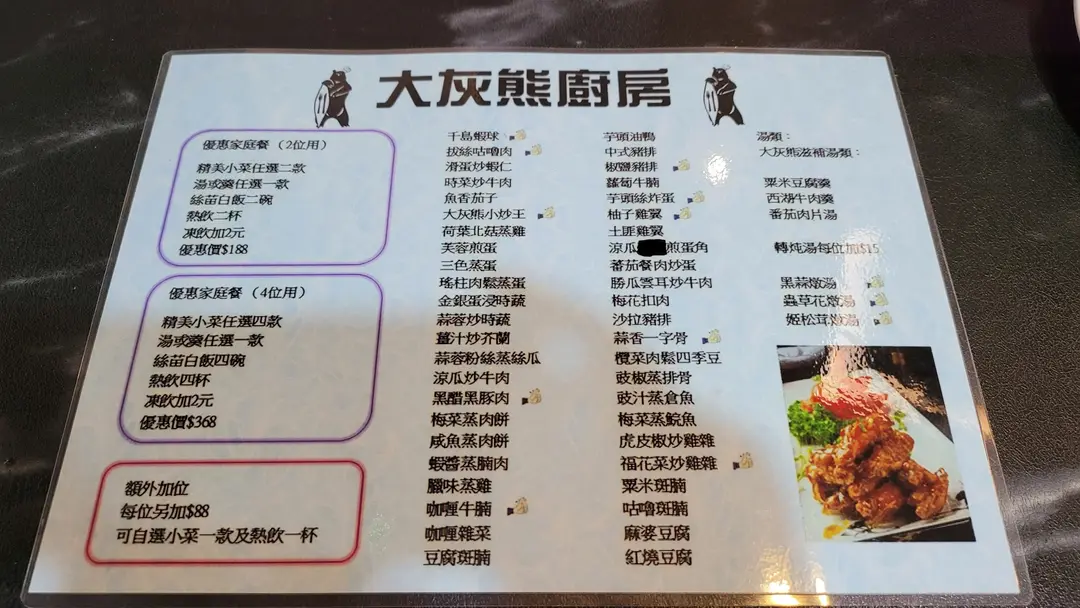 大灰熊廚房
優惠家庭餐（2位用）
精美小菜任選二款
湯或羹任選一款
絲苗白飯二碗
熱飲二杯
凍飲加2元
優惠價$188
優惠家庭餐（4位用）
精美小菜任選四款
湯或羹任選一款
絲苗白飯四碗
熱飲四杯
凍飲加2元
優惠價$368
額外加位
每位另加$88
可自選小菜一款及熱飲一杯
千島蝦球
拔絲咕嚕肉
滑蛋炒蝦仁
時菜炒牛肉
魚香茄子
大灰熊小炒王
荷葉北菇蒸雞
芙蓉煎蛋
三色蒸蛋
瑤柱肉鬆蒸蛋
金銀蛋浸時蔬
蒜蓉炒時蔬
薑汁炒芥蘭
蒜蓉粉絲蒸絲瓜
涼瓜炒牛肉
黑醋黑豚肉
梅菜蒸肉餅
咸魚蒸肉餅
蝦醬蒸腩肉
臘味蒸雞
咖喱牛腩
咖喱雜菜
豆腐斑腩
芋頭油鴨
中式豬排
椒鹽豬排
蘿蔔牛腩
芋頭絲炸蛋
柚子雞翼
土匪雞翼
涼瓜 煎蛋角
蕃茄餐肉炒蛋
勝瓜雲耳炒牛肉
梅花扣肉
沙拉豬排
蒜香一字骨
欖菜肉鬆四季豆
豉椒蒸排骨
豉汁蒸倉魚
梅菜蒸鯇魚
虎皮椒炒雞雜
福花菜炒雞雜
粟米斑腩
咕嚕斑腩
麻婆豆腐
紅燒豆腐
湯類：
大灰熊滋補湯類：
粟米豆腐羹
西湖牛肉羹
番茄肉片湯
轉炖湯每位加$15
黑蒜燉湯
蟲草花燉湯
姬松茸燉湯